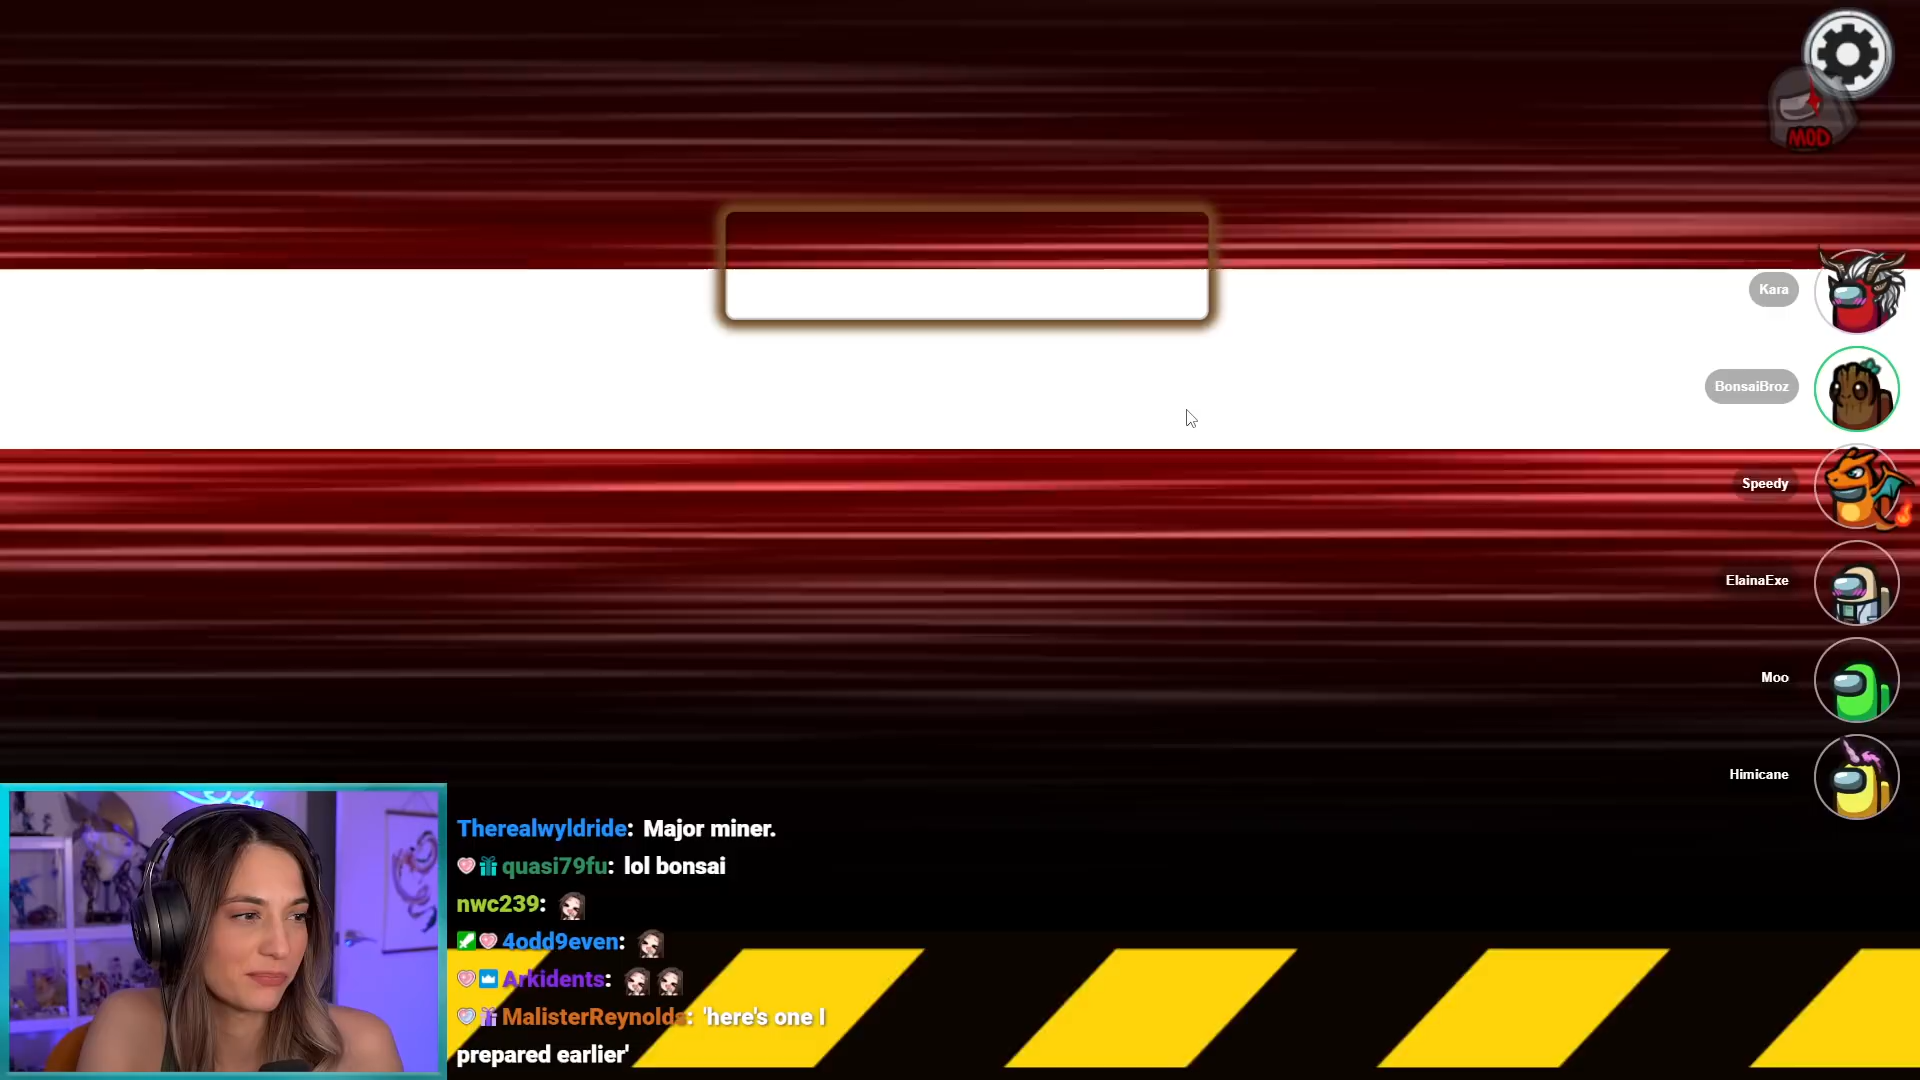 MOD
Kara
BonsaiBroz
Speedy
ElainaExe
Moo
Himicane
Therealwyldride: Major miner.
quasi79fu: lol bonsai
nwc239:
4odd9even:
Arkidents:
MalisterReynolds: 'here's one I
prepared earlier'